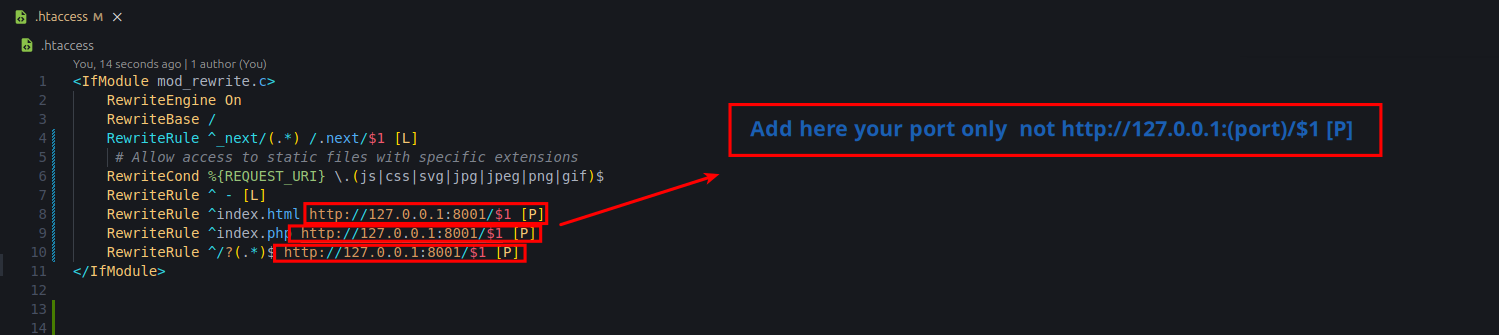 .htaccess M ×
.htaccess
You, 14 seconds ago | 1 author (You)
1 <IfModule mod_rewrite.c>
2 RewriteEngine On
3 RewriteBase /
4 RewriteRule ^_next/(.*) /.next/$1 [L]
5 # Allow access to static files with specific extensions
6 RewriteCond %{REQUEST_URI} \.(js|css|svg|jpg|jpeg|png|gif)$
7 RewriteRule ^ - [L]
8 RewriteRule ^index.html http://127.0.0.1:8001/$1 [P]
9 RewriteRule ^index.php http://127.0.0.1:8001/$1 [P]
10 RewriteRule ^/?(.*)$ http://127.0.0.1:8001/$1 [P]
11 </IfModule>
12
13
14
Add here your port only not http://127.0.0.1:(port)/$1 [P]